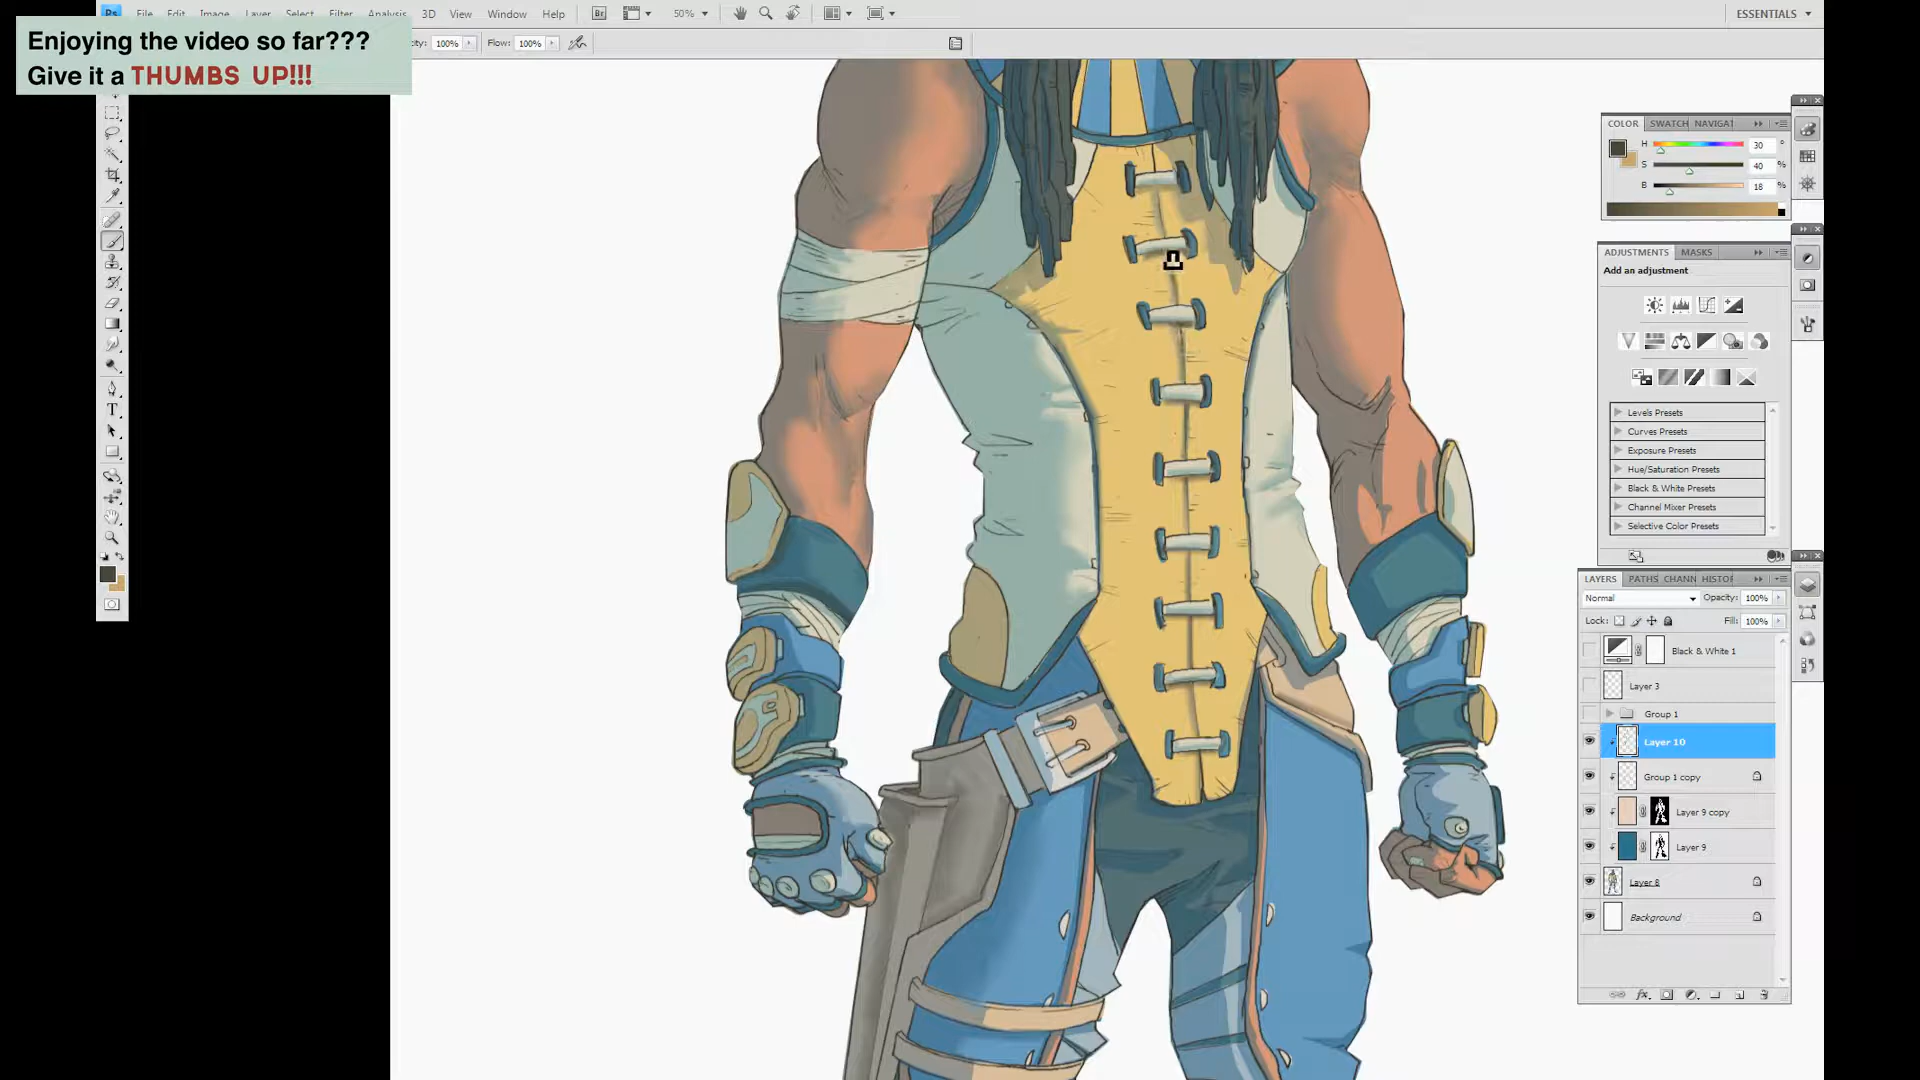 Ps File Edit Image Layer Select Filter Analysis 3D View Window Help Br 50% ESSENTIALS
Enjoying the video so far???
Give it a THUMBS UP!!!
100% Flow: 100%
COLOR SWATCH NAVIGAT
H 30 °
S 40 %
B 18 %
ADJUSTMENTS MASKS
Add an adjustment
Levels Presets
Curves Presets
Exposure Presets
Hue/Saturation Presets
Black & White Presets
Channel Mixer Presets
Selective Color Presets
LAYERS PATHS CHANN HISTOR
Normal Opacity: 100%
Lock: Fill: 100%
Black & White 1
Layer 3
Group 1
Layer 10
Group 1 copy
Layer 9 copy
Layer 9
Layer 8
Background